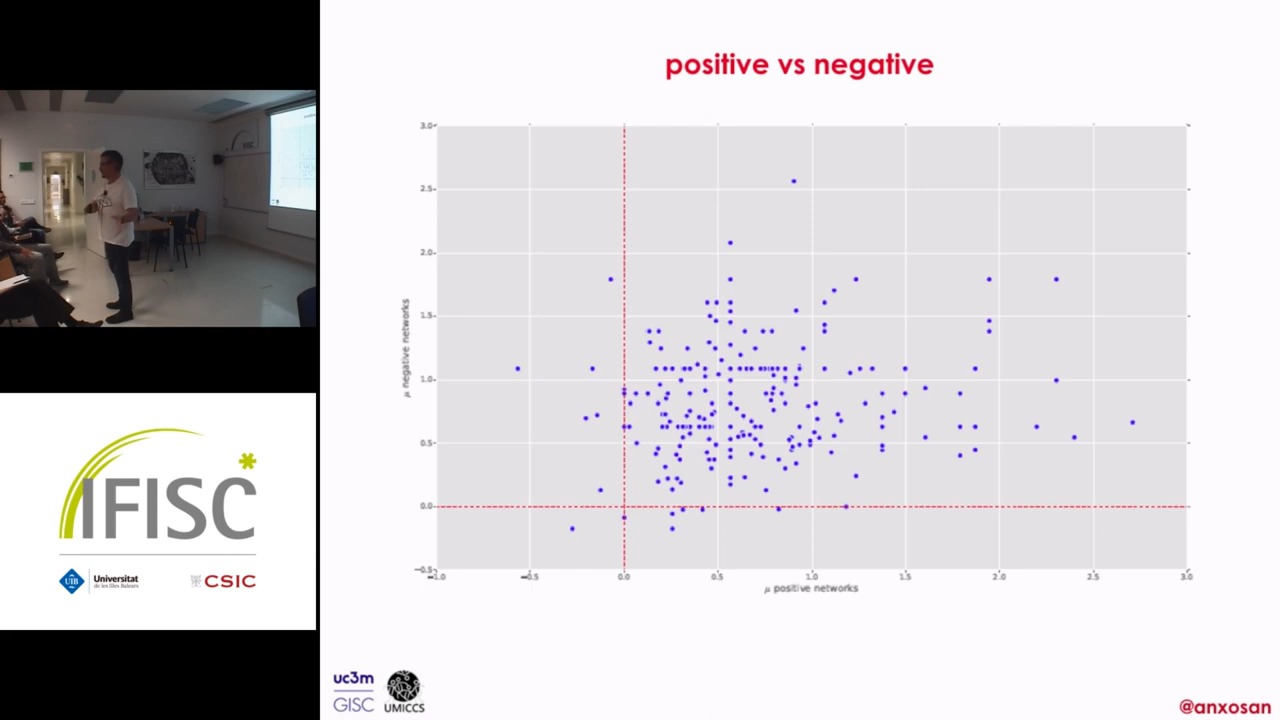 positive vs negative
3.0
2.5
2.0
1.5
1.0
0.5
0.0
−0.5
μ negative networks
−1.0
−0.5
0.0
0.5
1.0
1.5
2.0
2.5
3.0
μ positive networks
IFISC
UIB
Universitat
de les Illes Balears
CSIC
uc3m
GISC
UMICCS
@anxosan